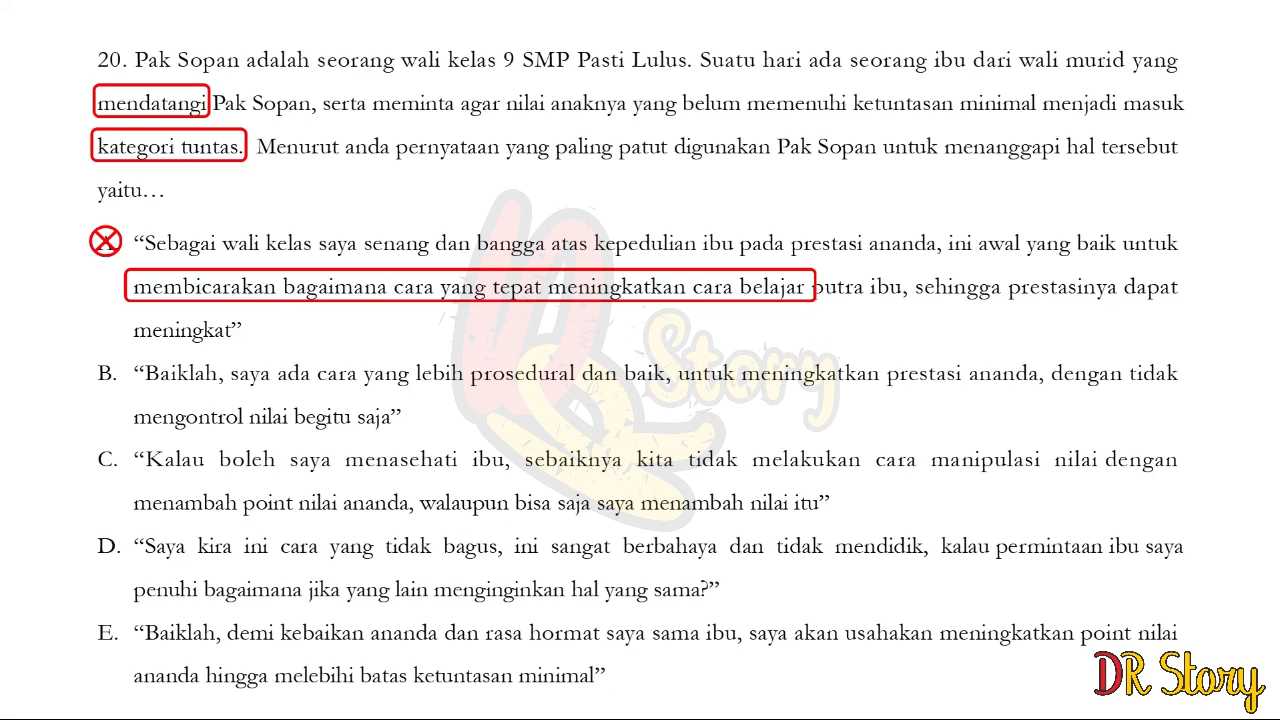 20. Pak Sopan adalah seorang wali kelas 9 SMP Pasti Lulus. Suatu hari ada seorang ibu dari wali murid yang
mendatangi Pak Sopan, serta meminta agar nilai anaknya yang belum memenuhi ketuntasan minimal menjadi masuk
kategori tuntas. Menurut anda pernyataan yang paling patut digunakan Pak Sopan untuk menanggapi hal tersebut
yaitu…
A. “Sebagai wali kelas saya senang dan bangga atas kepedulian ibu pada prestasi ananda, ini awal yang baik untuk
membicarakan bagaimana cara yang tepat meningkatkan cara belajar putra ibu, sehingga prestasinya dapat
meningkat”
B. “Baiklah, saya ada cara yang lebih prosedural dan baik, untuk meningkatkan prestasi ananda, dengan tidak
mengontrol nilai begitu saja”
C. “Kalau boleh saya menasehati ibu, sebaiknya kita tidak melakukan cara manipulasi nilai dengan
menambah point nilai ananda, walaupun bisa saja saya menambah nilai itu”
D. “Saya kira ini cara yang tidak bagus, ini sangat berbahaya dan tidak mendidik, kalau permintaan ibu saya
penuhi bagaimana jika yang lain menginginkan hal yang sama?”
E. “Baiklah, demi kebaikan ananda dan rasa hormat saya sama ibu, saya akan usahakan meningkatkan point nilai
ananda hingga melebihi batas ketuntasan minimal”
DR Story
Story